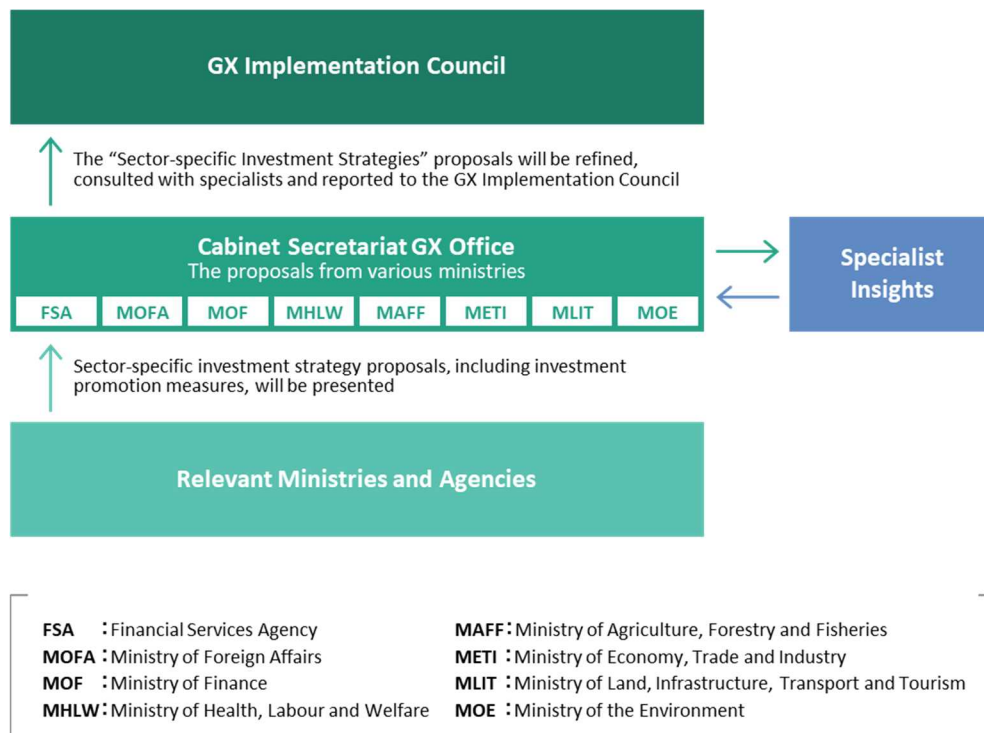 GX Implementation Council
The “Sector-specific Investment Strategies” proposals will be refined,
consulted with specialists and reported to the GX Implementation Council
Cabinet Secretariat GX Office
The proposals from various ministries
FSA MOFA MOF MHLW MAFF METI MLIT MOE
Specialist
Insights
Sector-specific investment strategy proposals, including investment
promotion measures, will be presented
Relevant Ministries and Agencies
FSA :Financial Services Agency
MOFA :Ministry of Foreign Affairs
MOF :Ministry of Finance
MHLW:Ministry of Health, Labour and Welfare
MAFF:Ministry of Agriculture, Forestry and Fisheries
METI :Ministry of Economy, Trade and Industry
MLIT :Ministry of Land, Infrastructure, Transport and Tourism
MOE :Ministry of the Environment